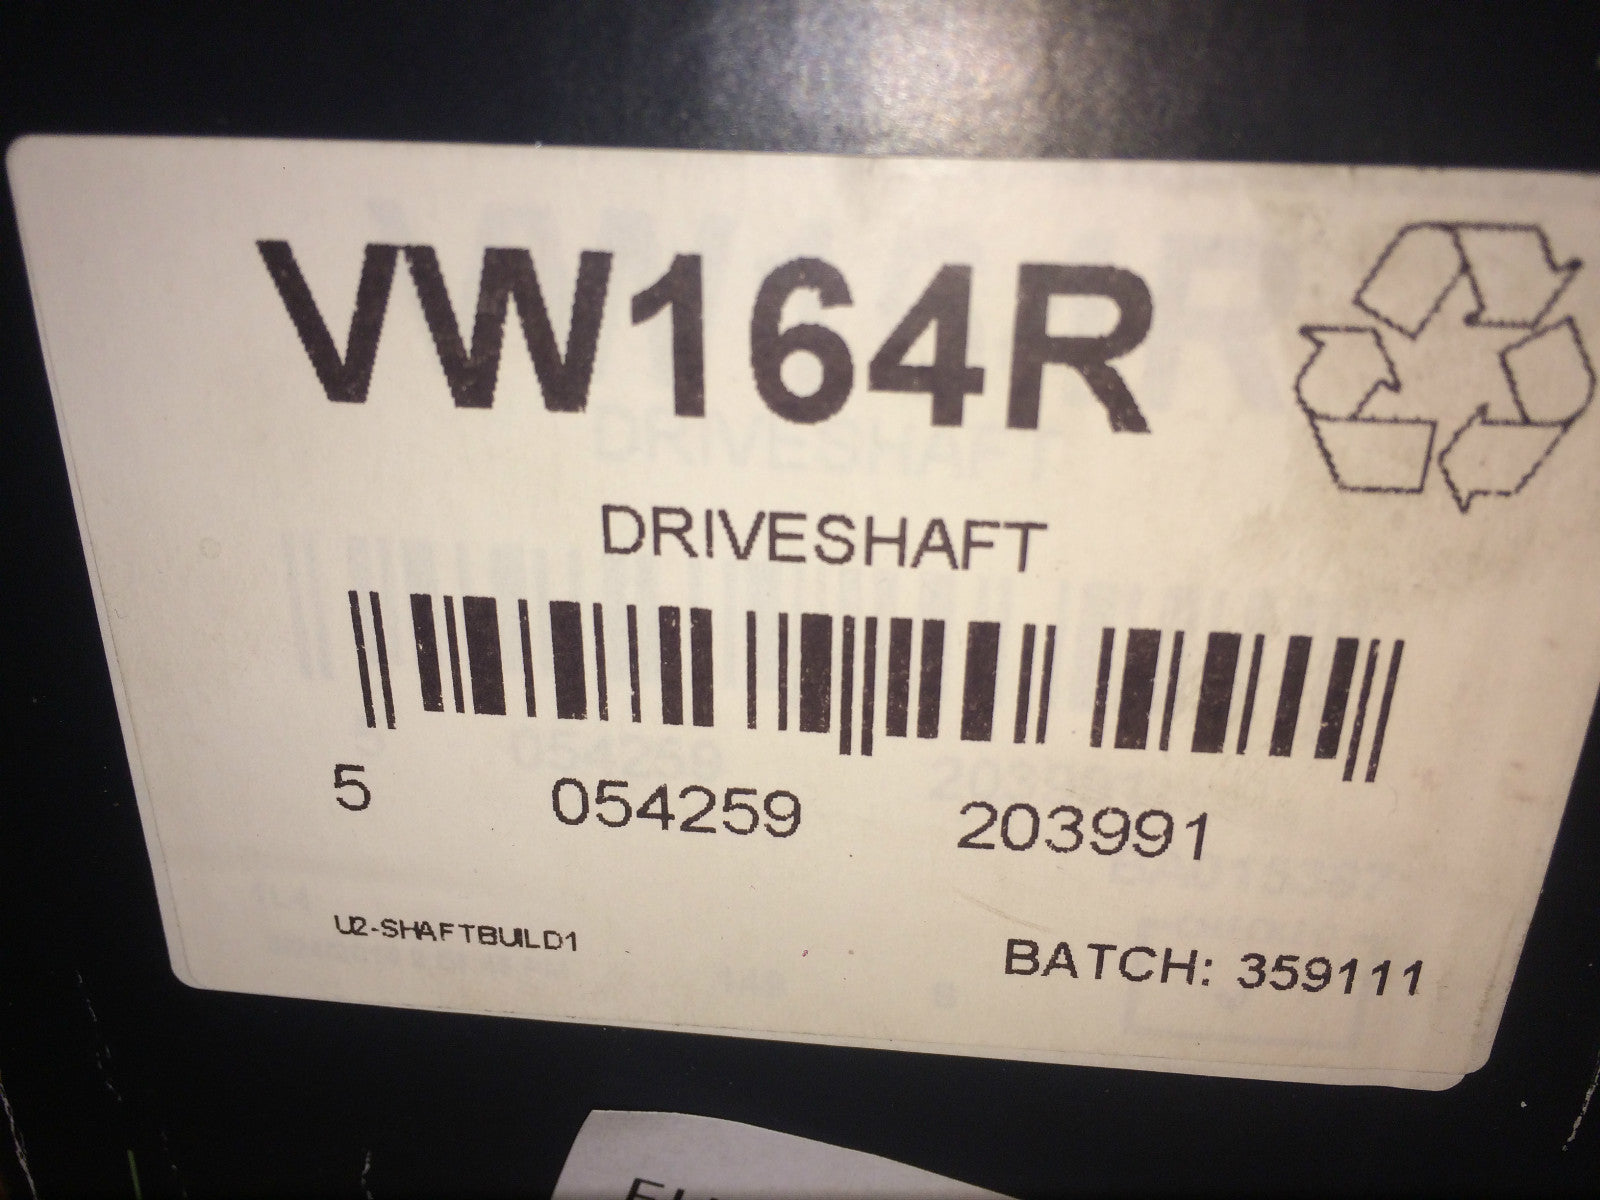 VW164R
DRIVESHAFT
5 054259 203991
U2-SHAFTBUILD1
BATCH: 359111